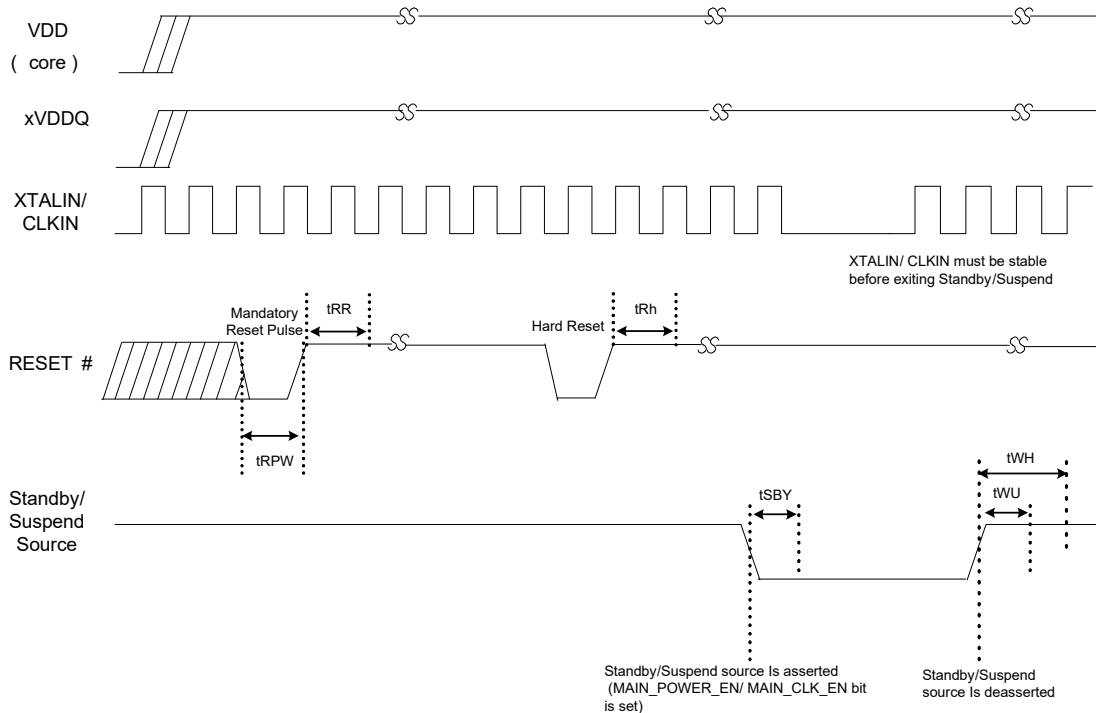 VDD
( core )
xVDDQ
XTALIN/
CLKIN
XTALIN/ CLKIN must be stable
before exiting Standby/Suspend
Mandatory
Reset Pulse
tRR
Hard Reset
tRh
RESET #
tRPW
Standby/
Suspend
Source
tSBY
tWH
tWU
Standby/Suspend source Is asserted
(MAIN_POWER_EN/ MAIN_CLK_EN bit
is set)
Standby/Suspend
source Is deasserted